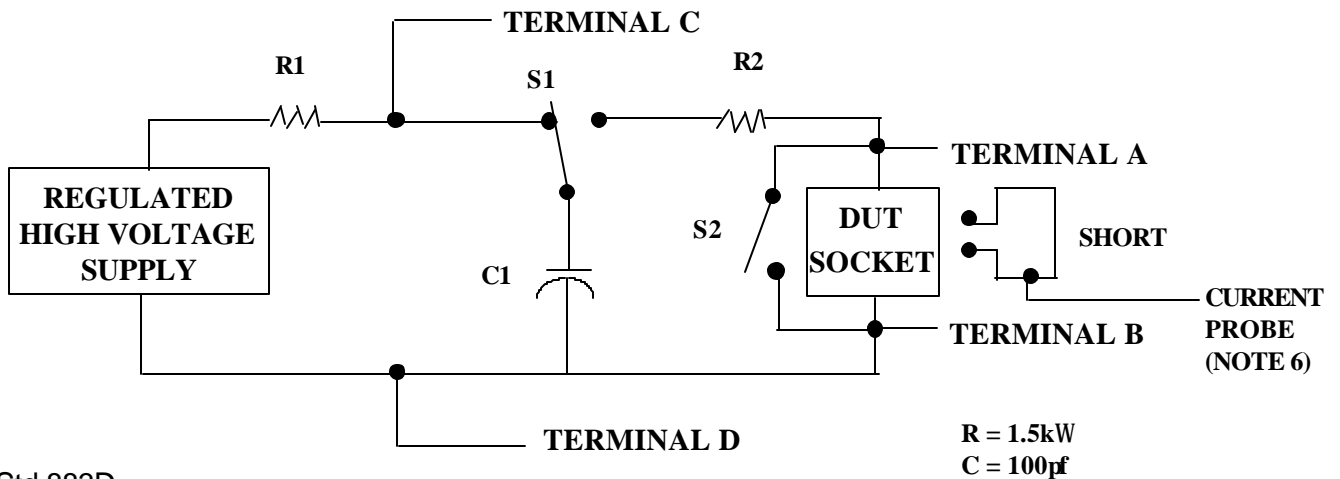 TERMINAL C
R1
S1
R2
TERMINAL A
REGULATED
HIGH VOLTAGE
SUPPLY
C1
S2
DUT
SOCKET
SHORT
CURRENT
PROBE
(NOTE 6)
TERMINAL B
TERMINAL D
R = 1.5kW
C = 100pf